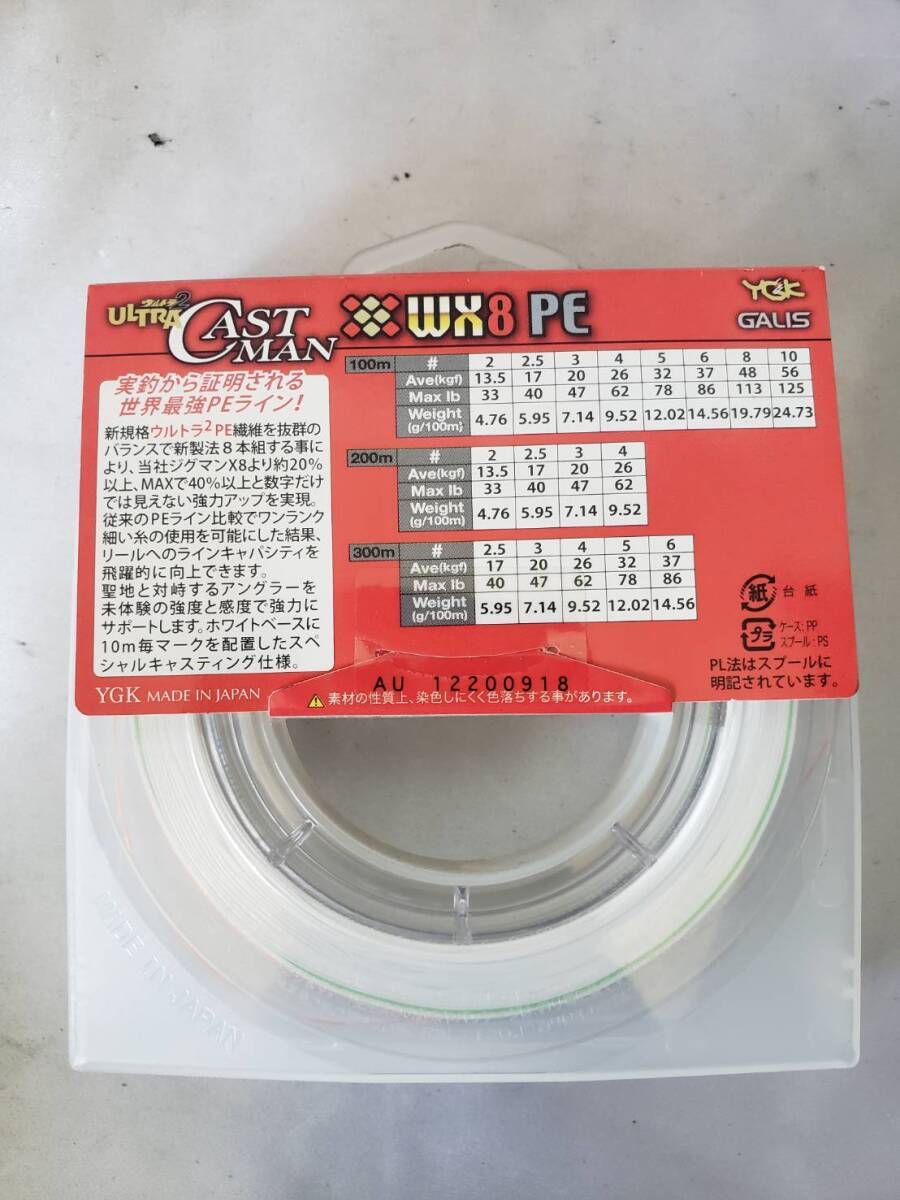 ウルトラ2
ULTRA CAST MAN WX8 PE
YGK
GALIS
実釣から証明される
世界最強PEライン!
新規格ウルトラ2PE繊維を抜群の
バランスで新製法8本組する事に
より、当社ジグマンX8より約20%
以上、MAXで40%以上と数字だけ
では見えない強力アップを実現。
従来のPEライン比較でワンランク
細い糸の使用を可能にした結果、
リールへのラインキャパシティを
飛躍的に向上できます。
聖地と対峙するアングラーを
未体験の強度と感度で強力に
サポートします。ホワイトベースに
10m毎マークを配置したスペ
シャルキャスティング仕様。
YGK MADE IN JAPAN
100m # 2 2.5 3 4 5 6 8 10
Ave(kgf) 13.5 17 20 26 32 37 48 56
Max lb 33 40 47 62 78 86 113 125
Weight (g/100m) 4.76 5.95 7.14 9.52 12.02 14.56 19.79 24.73
200m # 2 2.5 3 4
Ave(kgf) 13.5 17 20 26
Max lb 33 40 47 62
Weight (g/100m) 4.76 5.95 7.14 9.52
300m # 2.5 3 4 5 6
Ave(kgf) 17 20 26 32 37
Max lb 40 47 62 78 86
Weight (g/100m) 5.95 7.14 9.52 12.02 14.56
紙 台紙
プラ ケース:PP
スプール:PS
PL法はスプールに
明記されています。
AU 12200918
⚠素材の性質上、染色しにくく色落ちする事があります。
MADE IN JAPAN